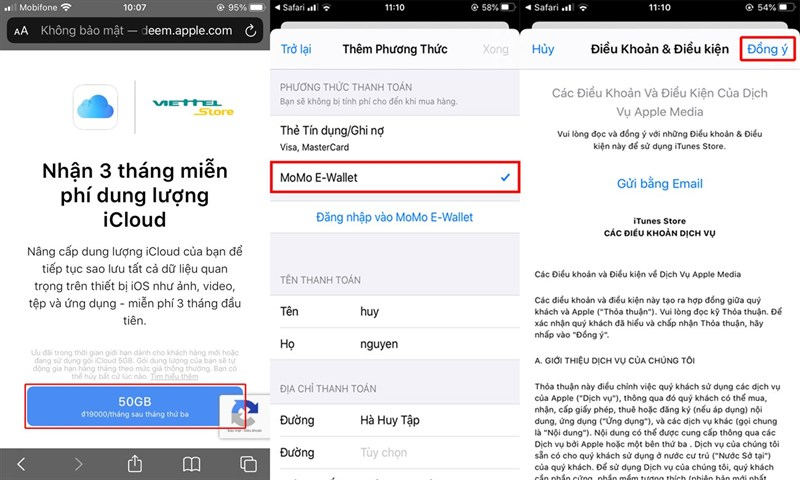 Mobifone
10:07
95%
AA
Không bảo mật — deem.apple.com
VIETTEL
Store
Nhận 3 tháng miễn
phí dung lượng
iCloud
Nâng cấp dung lượng iCloud của bạn để
tiếp tục sao lưu tất cả dữ liệu quan
trọng trên thiết bị iOS như ảnh, video,
tệp và ứng dụng - miễn phí 3 tháng đầu
tiên.
Ưu đãi trong thời gian giới hạn dành cho khách hàng mới hoặc
đang sử dụng gói iCloud 5GB. Gói dung lượng của bạn sẽ tự
động gia hạn hàng tháng theo mức giá thông thường. Bạn có
thể hủy bất cứ lúc nào. Tìm hiểu thêm
50GB
₫19000/tháng sau tháng thứ ba
Safari
11:10
58%
Trở lại
Thêm Phương Thức
Xong
PHƯƠNG THỨC THANH TOÁN
Bạn sẽ không bị tính phí cho đến khi mua hàng.
Thẻ Tín dụng/Ghi nợ
Visa, MasterCard
MoMo E-Wallet
Đăng nhập vào MoMo E-Wallet
TÊN THANH TOÁN
Tên huy
Họ nguyen
ĐỊA CHỈ THANH TOÁN
Đường Hà Huy Tập
Đường Tùy chọn
Safari
11:10
54%
Hủy
Điều Khoản & Điều kiện
Đồng ý
Các Điều Khoản Và Điều Kiện Của Dịch
Vụ Apple Media
Vui lòng đọc và đồng ý với những Điều khoản & Điều
kiện này để sử dụng iTunes Store.
Gửi bằng Email
iTunes Store
CÁC ĐIỀU KHOẢN DỊCH VỤ
Các Điều khoản và Điều kiện về Dịch Vụ Apple Media
Các điều khoản và điều kiện này tạo ra hợp đồng giữa quý
khách và Apple ("Thỏa thuận"). Vui lòng đọc kỹ Thỏa thuận. Để
xác nhận quý khách đã hiểu và chấp nhận Thỏa thuận, hãy
nhấp vào "Đồng ý".
A. GIỚI THIỆU DỊCH VỤ CỦA CHÚNG TÔI
Thỏa thuận này điều chỉnh việc quý khách sử dụng các dịch vụ
của Apple ("Dịch vụ"), thông qua đó quý khách có thể mua,
nhận, cấp giấy phép, thuê hoặc đăng ký (nếu áp dụng) nội
dung, ứng dụng ("Ứng dụng"), và các dịch vụ khác (gọi chung
là "Nội dung"). Nội dung có thể được cung cấp thông qua các
Dịch vụ bởi Apple hoặc một bên thứ ba . Dịch vụ của chúng tôi
sẵn có cho quý khách sử dụng ở nước cư trú ("Nước Sở tại")
của quý khách. Để sử dụng Dịch vụ của chúng tôi, quý khách
cần phần cứng, phần mềm tương thích (phiên bản mới nhất